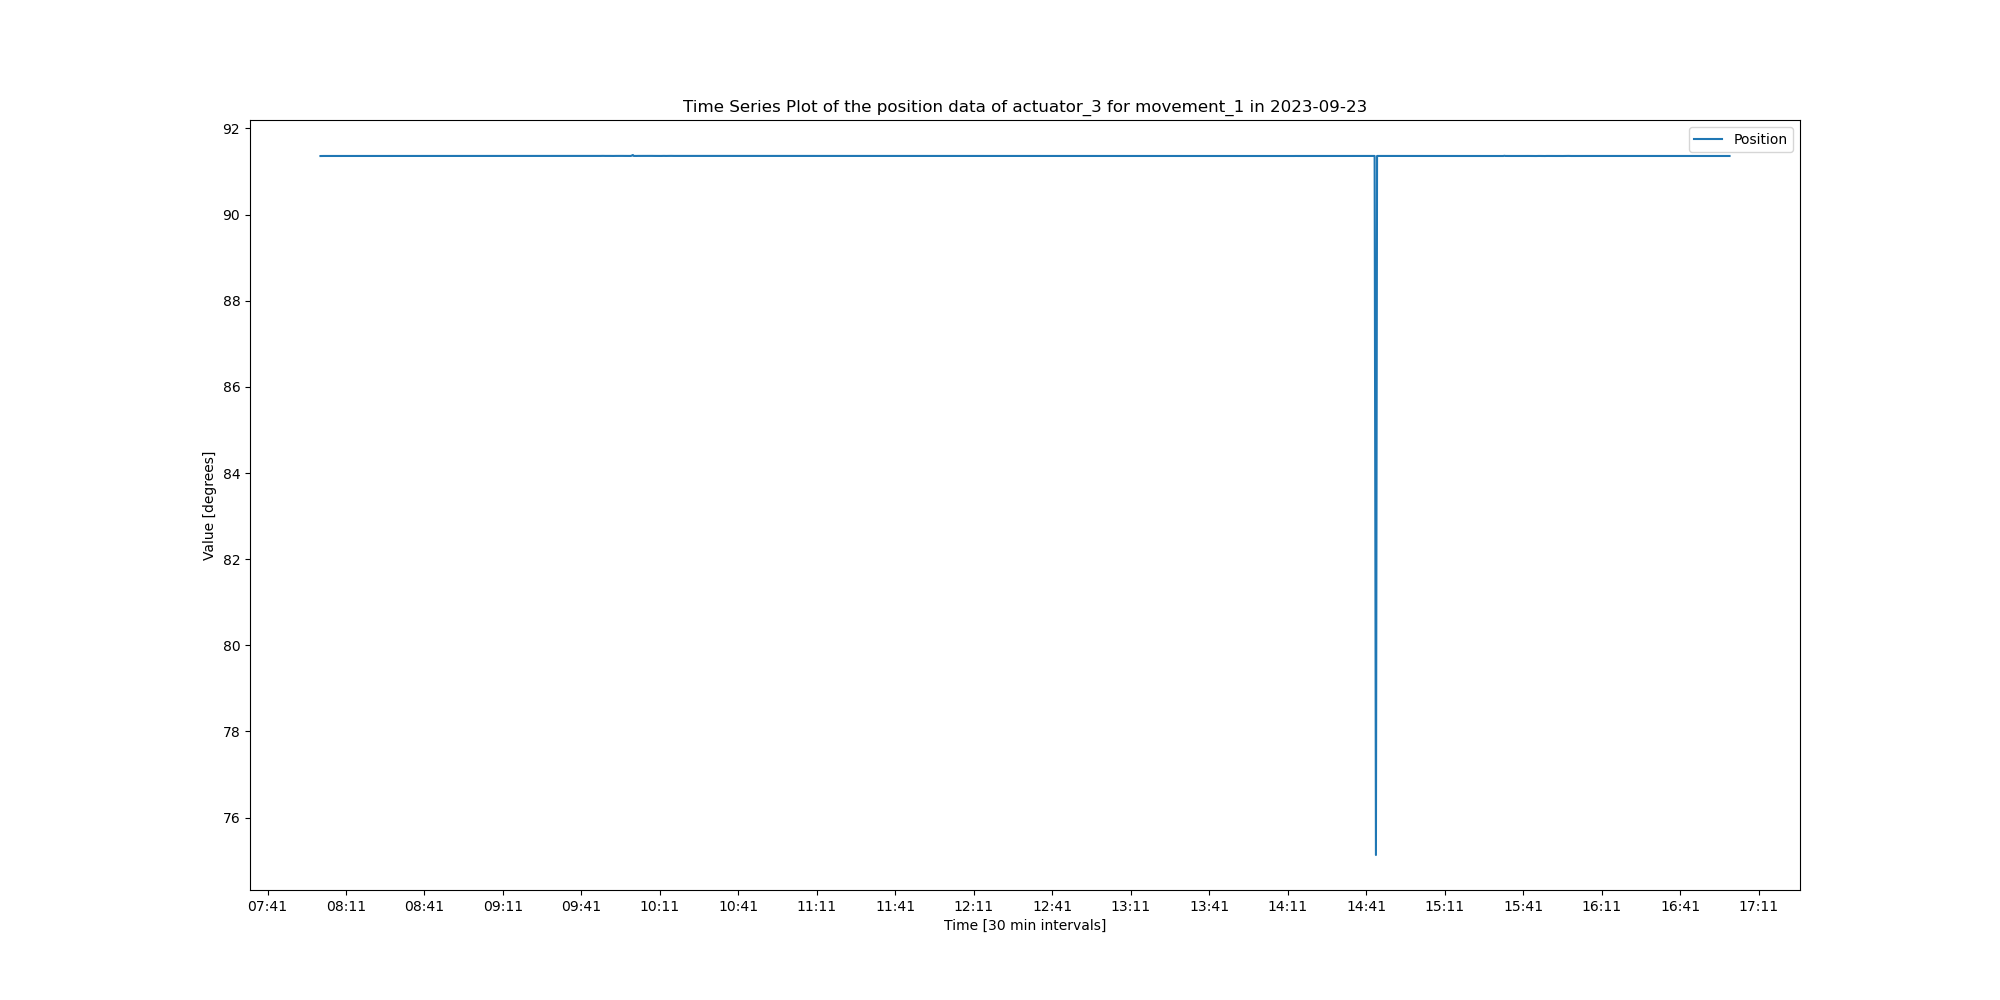 Time Series Plot of the position data of actuator_3 for movement_1 in 2023-09-23
Position
92
90
88
86
84
82
80
78
76
Value [degrees]
07:41 08:11 08:41 09:11 09:41 10:11 10:41 11:11 11:41 12:11 12:41 13:11 13:41 14:11 14:41 15:11 15:41 16:11 16:41 17:11
Time [30 min intervals]